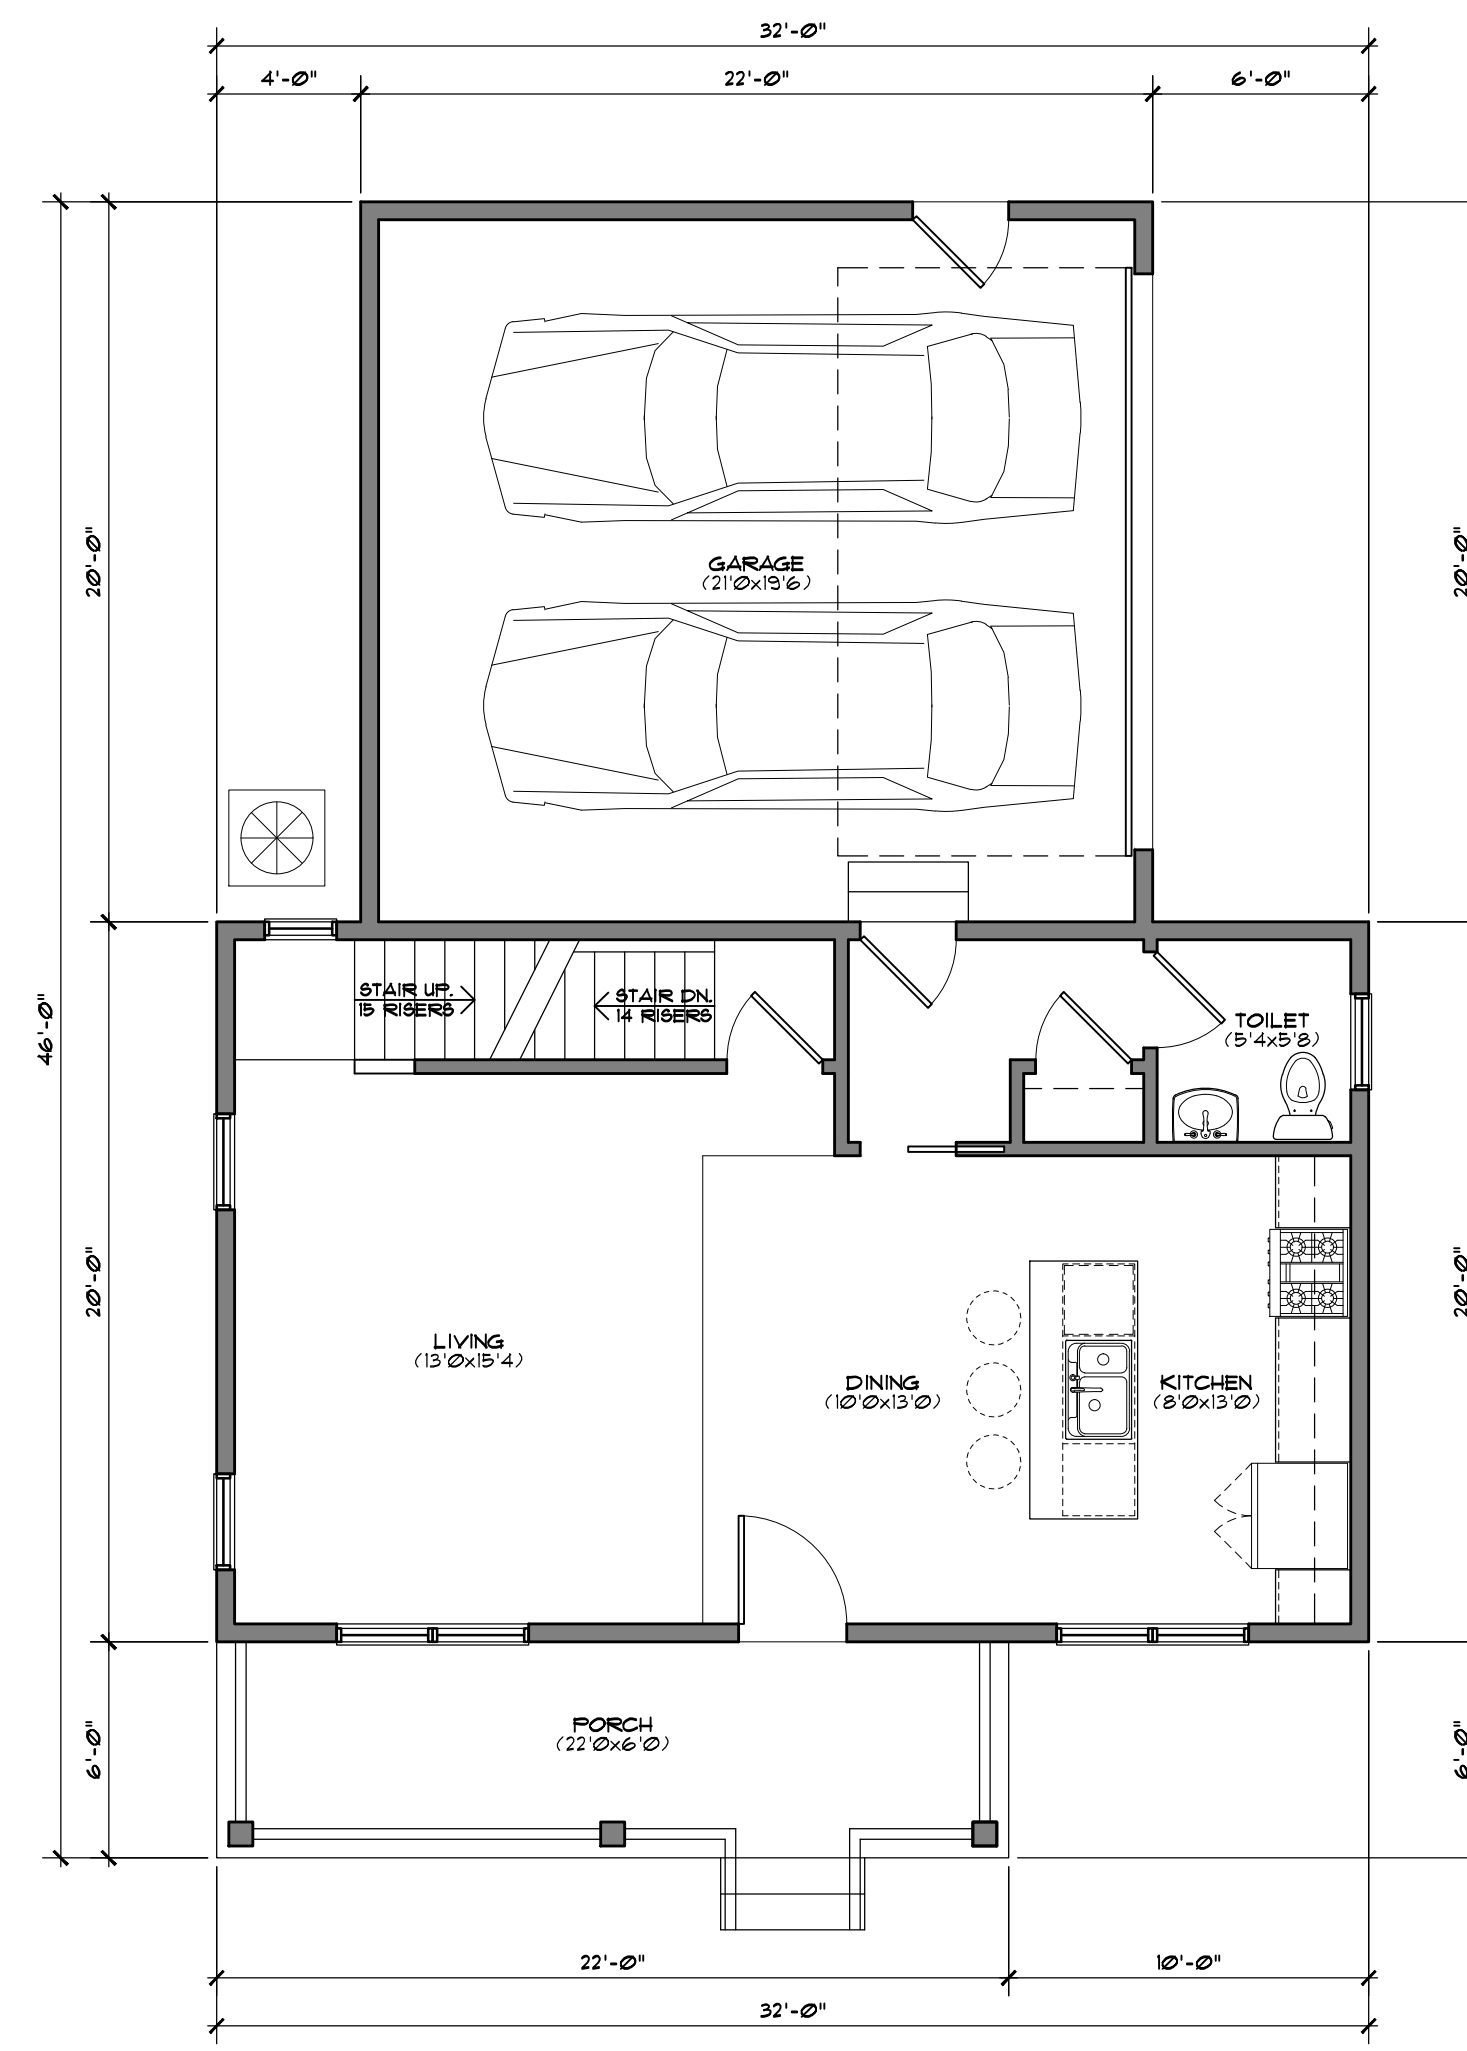 32'-0"
4'-0"
22'-0"
6'-0"
20'-0"
20'-0"
GARAGE
(21'0x19'6)
46'-0"
STAIR UP.
15 RISERS
STAIR DN.
14 RISERS
TOILET
(5'4x5'8)
20'-0"
20'-0"
LIVING
(13'0x15'4)
DINING
(10'0x13'0)
KITCHEN
(8'0x13'0)
6'-0"
6'-0"
PORCH
(22'0x6'0)
22'-0"
10'-0"
32'-0"